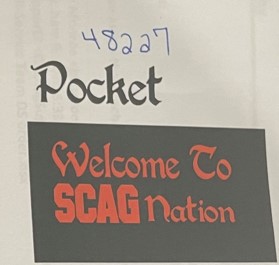 48227
Pocket
Welcome To
SCAG Nation